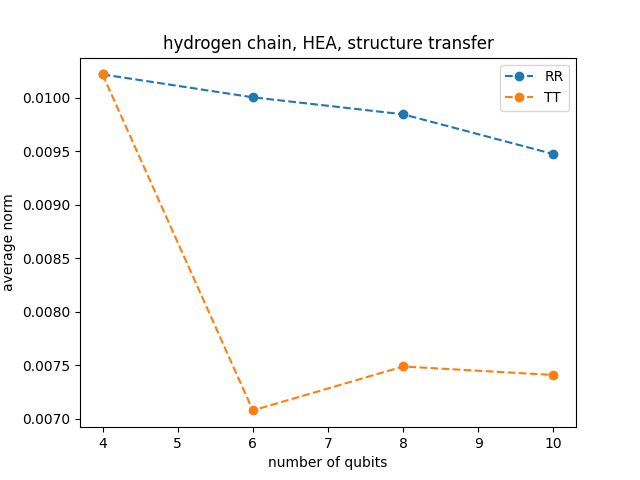 hydrogen chain, HEA, structure transfer
RR
TT
0.0100
0.0095
0.0090
0.0085
0.0080
0.0075
0.0070
average norm
4 5 6 7 8 9 10
number of qubits